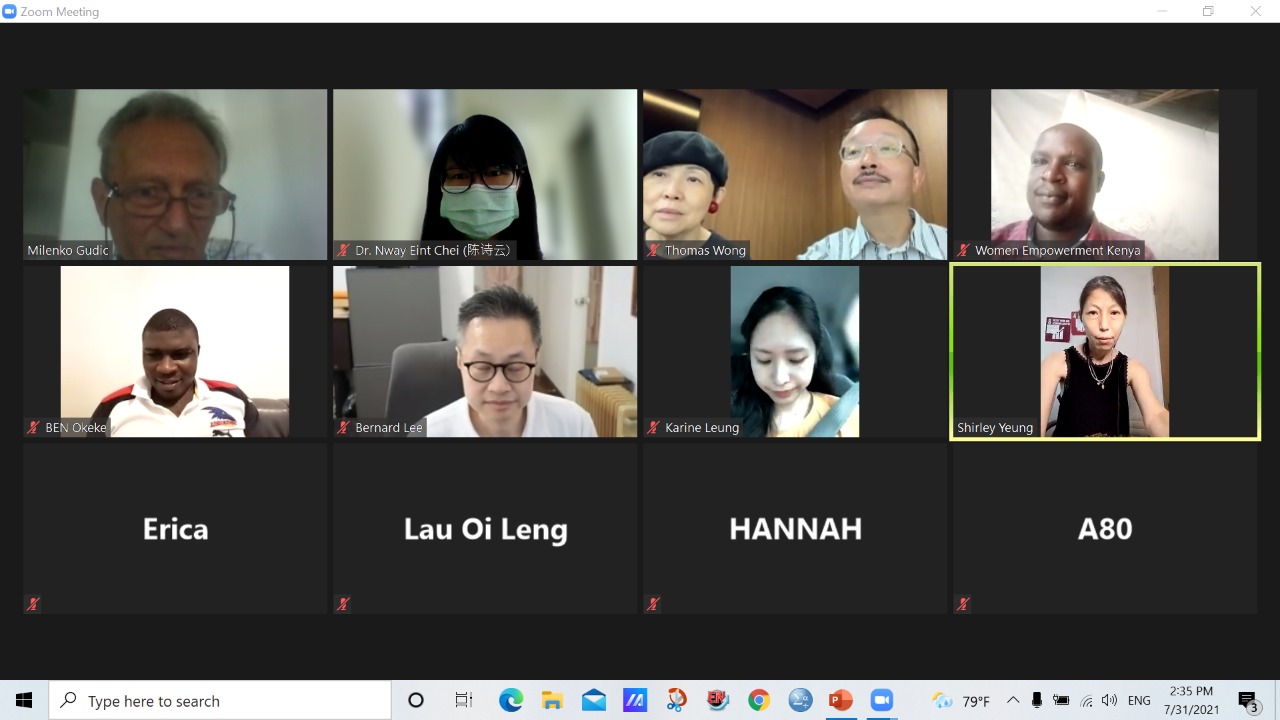 Zoom Meeting
Milenko Gudic
Dr. Nway Eint Chei (陈诗云)
Thomas Wong
Women Empowerment Kenya
BEN Okeke
Bernard Lee
Karine Leung
Shirley Yeung
Erica
Lau Oi Leng
HANNAH
A80
Type here to search
79°F
ENG
2:35 PM
7/31/2021
3